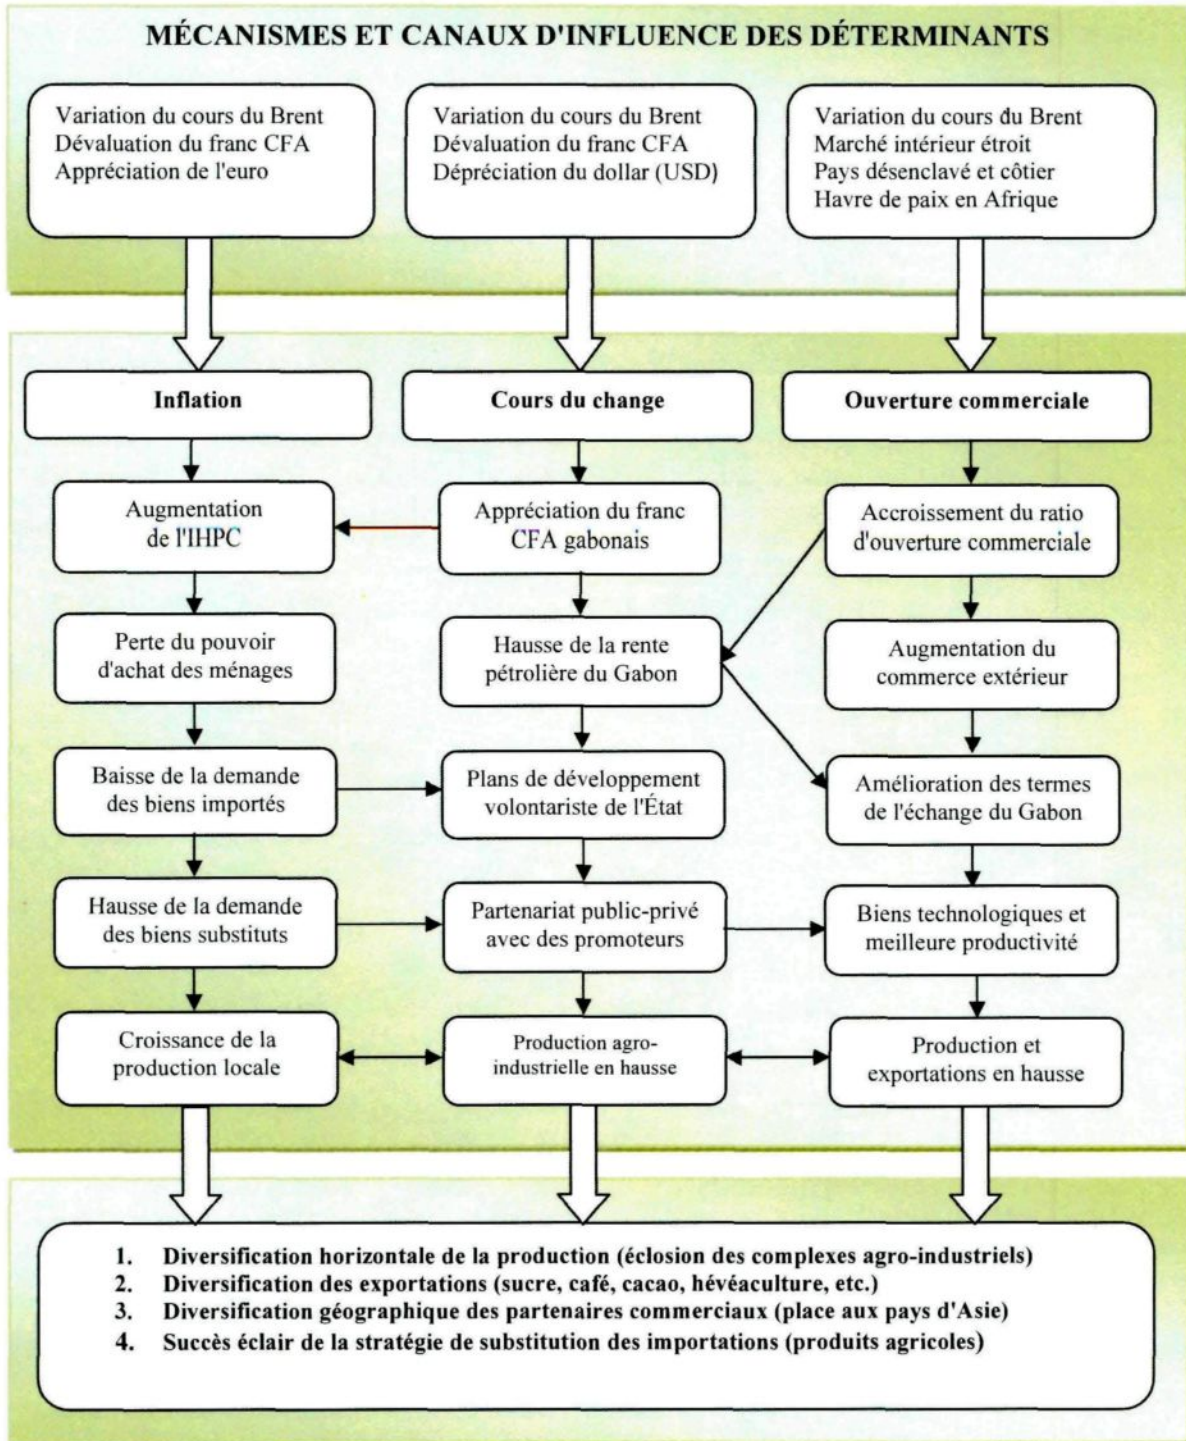 MÉCANISMES ET CANAUX D'INFLUENCE DES DÉTERMINANTS
Variation du cours du Brent
Dévaluation du franc CFA
Appréciation de l'euro
Variation du cours du Brent
Dévaluation du franc CFA
Dépréciation du dollar (USD)
Variation du cours du Brent
Marché intérieur étroit
Pays désenclavé et côtier
Havre de paix en Afrique
Inflation
Cours du change
Ouverture commerciale
Augmentation
de l'IHPC
Appréciation du franc
CFA gabonais
Accroissement du ratio
d'ouverture commerciale
Perte du pouvoir
d'achat des ménages
Hausse de la rente
pétrolière du Gabon
Augmentation du
commerce extérieur
Baisse de la demande
des biens importés
Plans de développement
volontariste de l'État
Amélioration des termes
de l'échange du Gabon
Hausse de la demande
des biens substituts
Partenariat public-privé
avec des promoteurs
Biens technologiques et
meilleure productivité
Croissance de la
production locale
Production agro-
industrielle en hausse
Production et
exportations en hausse
1. Diversification horizontale de la production (éclosion des complexes agro-industriels)
2. Diversification des exportations (sucre, café, cacao, hévéaculture, etc.)
3. Diversification géographique des partenaires commerciaux (place aux pays d'Asie)
4. Succès éclair de la stratégie de substitution des importations (produits agricoles)